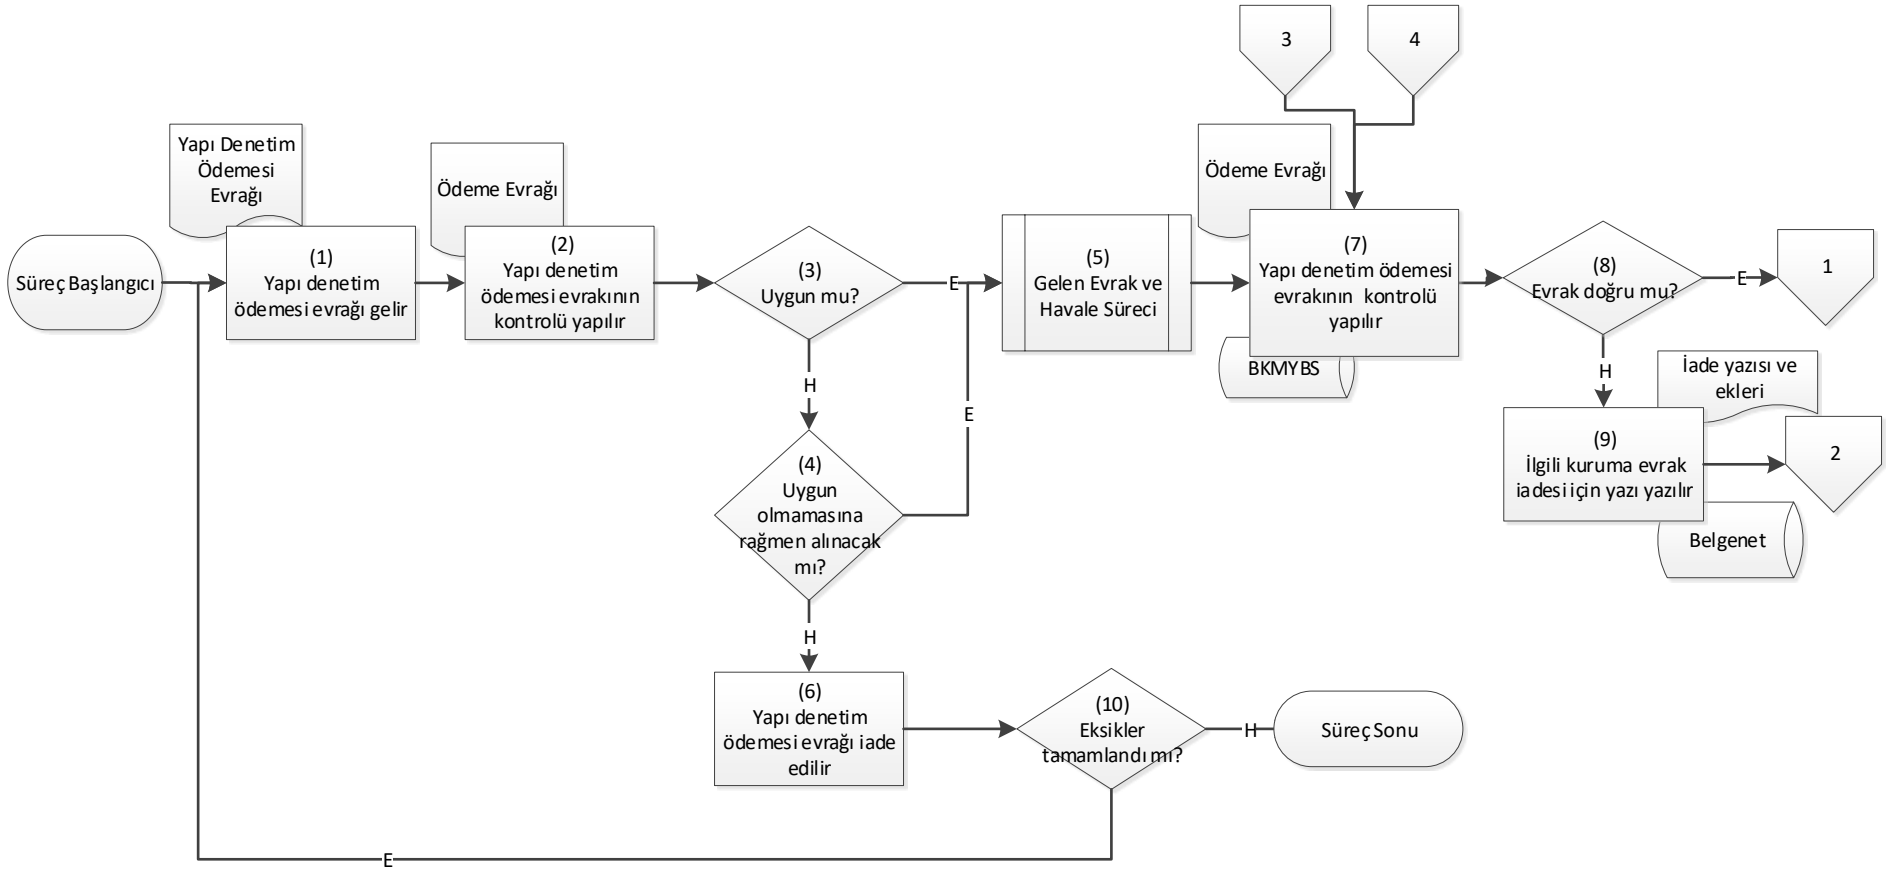 3
4
Yapı Denetim
Ödemesi
Evrağı
Ödeme Evrağı
Ödeme Evrağı
Süreç Başlangıcı
(1)
Yapı denetim
ödemesi evrağı gelir
(2)
Yapı denetim
ödemesi evrakının
kontrolü yapılır
(3)
Uygun mu?
E
H
(4)
Uygun
olmamasına
rağmen alınacak
mı?
E
H
(5)
Gelen Evrak ve
Havale Süreci
(7)
Yapı denetim ödemesi
evrakının kontrolü
yapılır
BKMYBS
(8)
Evrak doğru mu?
E
1
H
İade yazısı ve
ekleri
(9)
İlgili kuruma evrak
iadesi için yazı yazılır
2
Belgenet
(6)
Yapı denetim
ödemesi evrağı iade
edilir
(10)
Eksikler
tamamlandı mı?
H
Süreç Sonu
E